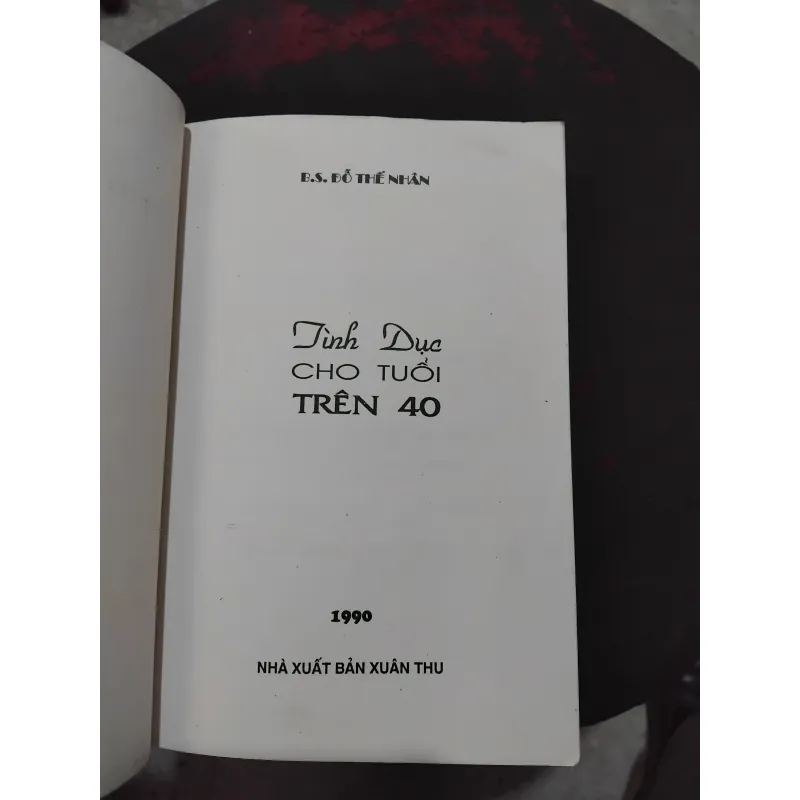 B.S. ĐỖ THẾ NHÂN
Tình Dục
CHO TUỔI
TRÊN 40
1990
NHÀ XUẤT BẢN XUÂN THU